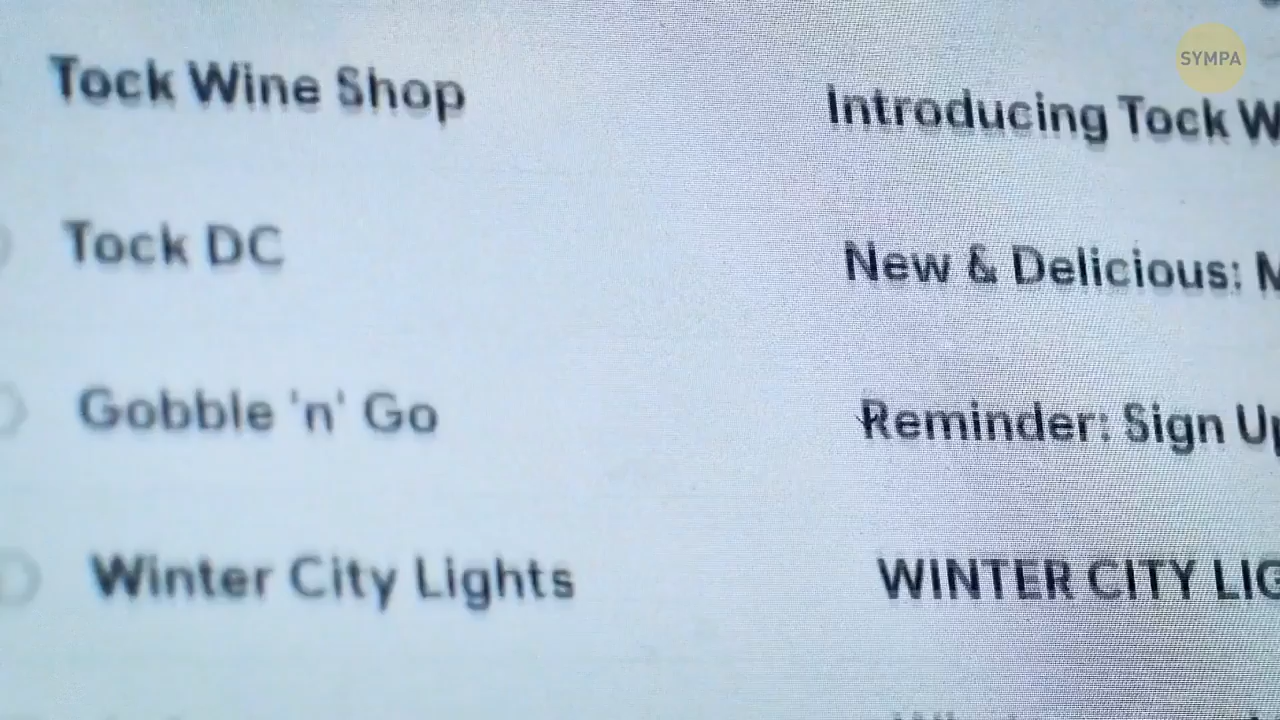 SYMPA
Tock Wine Shop
Introducing Tock W
Tock DC
New & Delicious: M
Gobble n Go
Reminder: Sign Up
Winter City Lights
WINTER CITY LIG